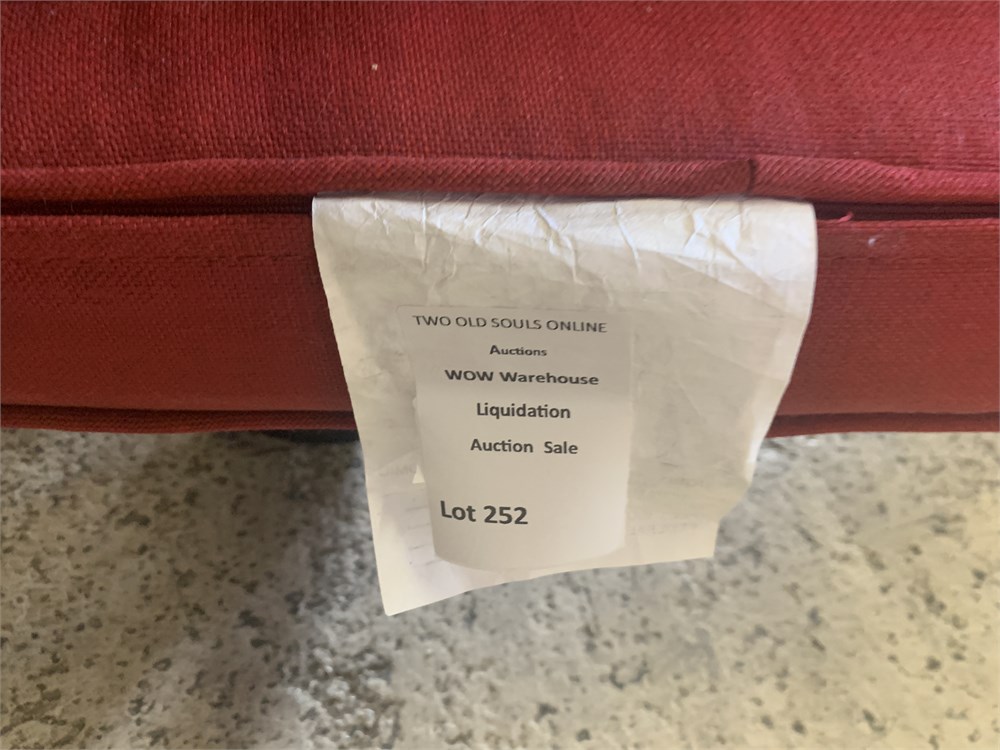 TWO OLD SOULS ONLINE
Auctions
WOW Warehouse
Liquidation
Auction Sale
Lot 252